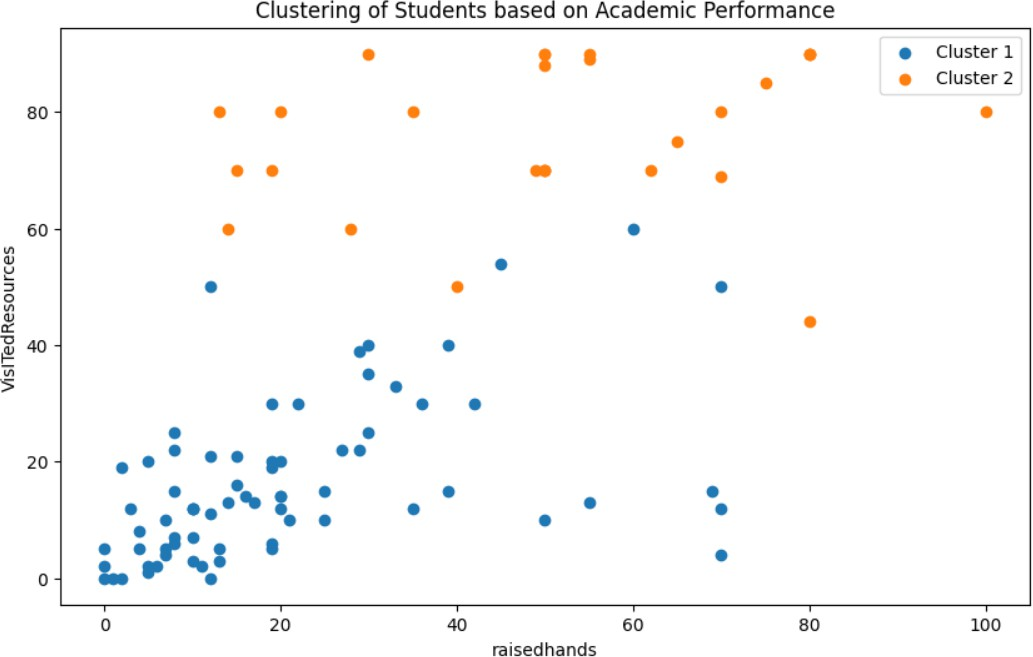 Clustering of Students based on Academic Performance
Cluster 1
Cluster 2
VisITedResources
80
60
40
20
0
0 20 40 60 80 100
raisedhands